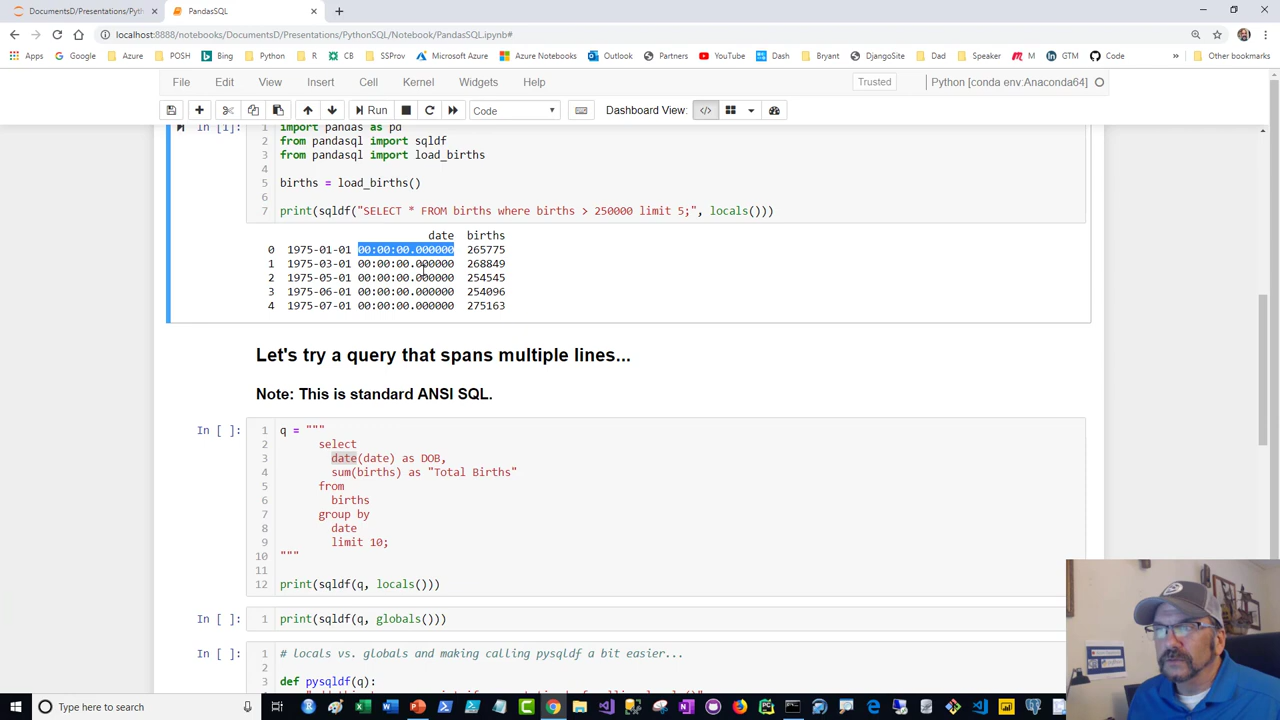 DocumentsD/Presentations/Pyth
PandasSQL
localhost:8888/notebooks/DocumentsD/Presentations/PythonSQL/Notebook/PandasSQL.ipynb#
Apps Google Azure POSH Bing Python R CB SSProv Microsoft Azure Azure Notebooks Outlook Partners YouTube Dash Bryant DjangoSite Dad Speaker M IN GTM Code » Other bookmarks
File Edit View Insert Cell Kernel Widgets Help Trusted Python [conda env:Anaconda64]
Run Code Dashboard View:
In [1]: 1 import pandas as pd
2 from pandasql import sqldf
3 from pandasql import load_births
4
5 births = load_births()
6
7 print(sqldf("SELECT * FROM births where births > 250000 limit 5;", locals()))
date births
0 1975-01-01 00:00:00.000000 265775
1 1975-03-01 00:00:00.000000 268849
2 1975-05-01 00:00:00.000000 254545
3 1975-06-01 00:00:00.000000 254096
4 1975-07-01 00:00:00.000000 275163
Let's try a query that spans multiple lines...
Note: This is standard ANSI SQL.
In [ ]: 1 q = """
2 select
3 date(date) as DOB,
4 sum(births) as "Total Births"
5 from
6 births
7 group by
8 date
9 limit 10;
10 """
11
12 print(sqldf(q, locals()))
In [ ]: 1 print(sqldf(q, globals()))
In [ ]: 1 # locals vs. globals and making calling pysqldf a bit easier...
2
3 def pysqldf(q):
Type here to search